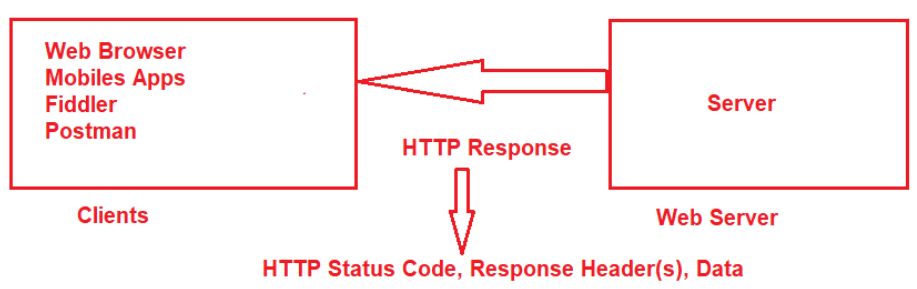 Web Browser
Mobiles Apps
Fiddler
Postman
Server
HTTP Response
Clients
Web Server
HTTP Status Code, Response Header(s), Data